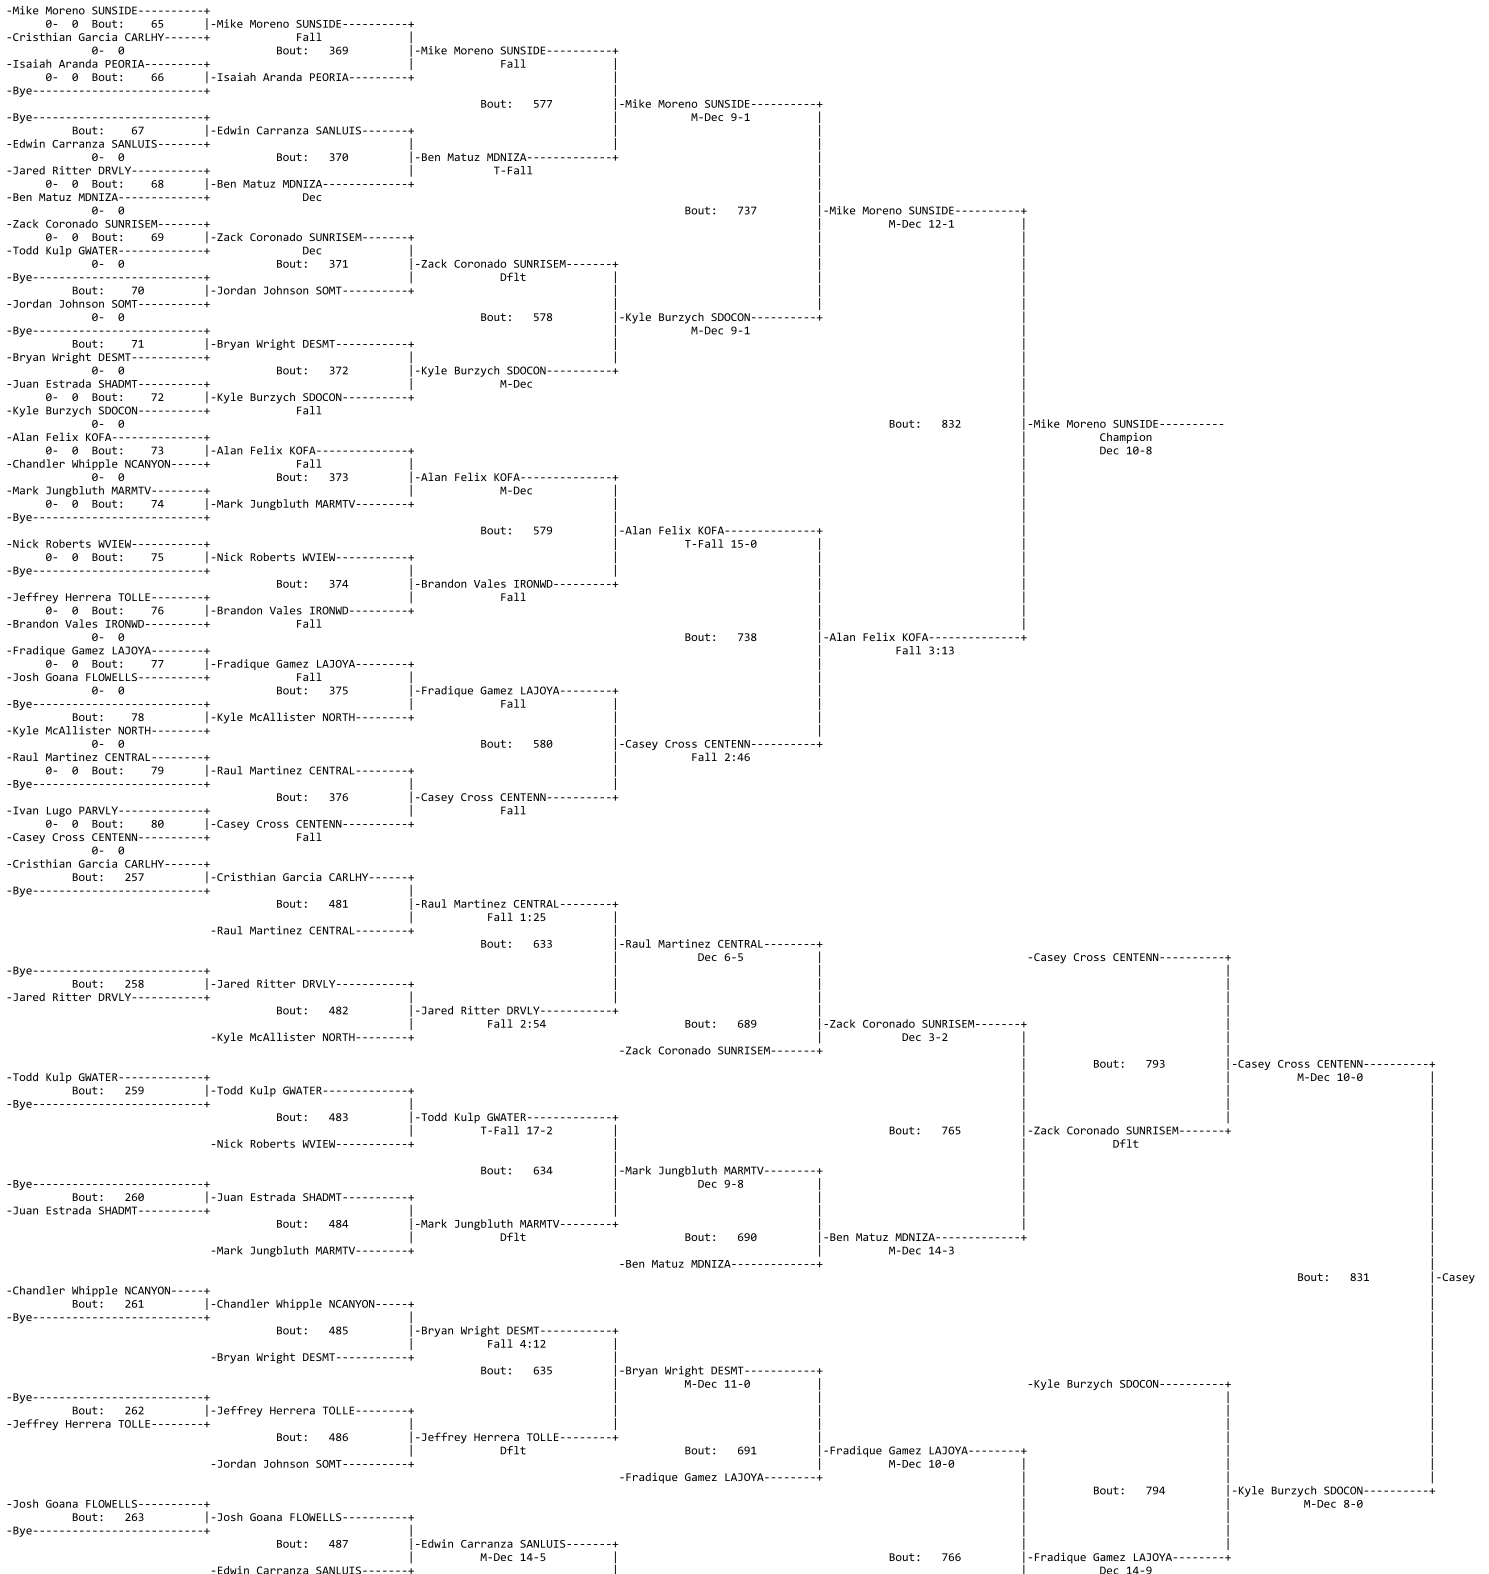 -Mike Moreno SUNSIDE----------+
0- 0 Bout: 65 |-Mike Moreno SUNSIDE----------+
-Cristhian Garcia CARLHY------+ Fall |
0- 0 Bout: 369 |-Mike Moreno SUNSIDE----------+
-Isaiah Aranda PEORIA---------+ | Fall |
0- 0 Bout: 66 |-Isaiah Aranda PEORIA---------+ |
-Bye--------------------------+ |
Bout: 577 |-Mike Moreno SUNSIDE----------+
-Bye--------------------------+ | M-Dec 9-1 |
Bout: 67 |-Edwin Carranza SANLUIS-------+ | |
-Edwin Carranza SANLUIS-------+ | | |
0- 0 Bout: 370 |-Ben Matuz MDNIZA-------------+ |
-Jared Ritter DRVLY-----------+ | T-Fall |
0- 0 Bout: 68 |-Ben Matuz MDNIZA-------------+ |
-Ben Matuz MDNIZA-------------+ Dec |
0- 0 Bout: 737 |-Mike Moreno SUNSIDE----------+
-Zack Coronado SUNRISEM-------+ | M-Dec 12-1 |
0- 0 Bout: 69 |-Zack Coronado SUNRISEM-------+ | |
-Todd Kulp GWATER-------------+ Dec | | |
0- 0 Bout: 371 |-Zack Coronado SUNRISEM-------+ | |
-Bye--------------------------+ | Dflt | | |
Bout: 70 |-Jordan Johnson SOMT----------+ | | |
-Jordan Johnson SOMT----------+ | | |
0- 0 Bout: 578 |-Kyle Burzych SDOCON----------+ |
-Bye--------------------------+ | M-Dec 9-1 |
Bout: 71 |-Bryan Wright DESMT-----------+ | |
-Bryan Wright DESMT-----------+ | | |
0- 0 Bout: 372 |-Kyle Burzych SDOCON----------+ |
-Juan Estrada SHADMT----------+ | M-Dec |
0- 0 Bout: 72 |-Kyle Burzych SDOCON----------+ |
-Kyle Burzych SDOCON----------+ Fall |
0- 0 Bout: 832 |-Mike Moreno SUNSIDE----------
-Alan Felix KOFA--------------+ | Champion
0- 0 Bout: 73 |-Alan Felix KOFA--------------+ | Dec 10-8
-Chandler Whipple NCANYON-----+ Fall | |
0- 0 Bout: 373 |-Alan Felix KOFA--------------+ |
-Mark Jungbluth MARMTV--------+ | M-Dec | |
0- 0 Bout: 74 |-Mark Jungbluth MARMTV--------+ | |
-Bye--------------------------+ | |
Bout: 579 |-Alan Felix KOFA--------------+ |
-Nick Roberts WVIEW-----------+ | T-Fall 15-0 | |
0- 0 Bout: 75 |-Nick Roberts WVIEW-----------+ | | |
-Bye--------------------------+ | | | |
Bout: 374 |-Brandon Vales IRONWD---------+ | |
-Jeffrey Herrera TOLLE--------+ | Fall | |
0- 0 Bout: 76 |-Brandon Vales IRONWD---------+ | |
-Brandon Vales IRONWD---------+ Fall | |
0- 0 Bout: 738 |-Alan Felix KOFA--------------+
-Fradique Gamez LAJOYA--------+ | Fall 3:13
0- 0 Bout: 77 |-Fradique Gamez LAJOYA--------+ |
-Josh Goana FLOWELLS----------+ Fall | |
0- 0 Bout: 375 |-Fradique Gamez LAJOYA--------+ |
-Bye--------------------------+ | Fall | |
Bout: 78 |-Kyle McAllister NORTH--------+ | |
-Kyle McAllister NORTH--------+ | |
0- 0 Bout: 580 |-Casey Cross CENTENN----------+
-Raul Martinez CENTRAL--------+ | Fall 2:46
0- 0 Bout: 79 |-Raul Martinez CENTRAL--------+ |
-Bye--------------------------+ | |
Bout: 376 |-Casey Cross CENTENN----------+
-Ivan Lugo PARVLY-------------+ | Fall
0- 0 Bout: 80 |-Casey Cross CENTENN----------+
-Casey Cross CENTENN----------+ Fall
0- 0
-Cristhian Garcia CARLHY------+
Bout: 257 |-Cristhian Garcia CARLHY------+
-Bye--------------------------+ |
Bout: 481 |-Raul Martinez CENTRAL--------+
| Fall 1:25 |
-Raul Martinez CENTRAL--------+ |
Bout: 633 |-Raul Martinez CENTRAL--------+
| Dec 6-5 | -Casey Cross CENTENN----------+
-Bye--------------------------+ | | |
Bout: 258 |-Jared Ritter DRVLY-----------+ | | |
-Jared Ritter DRVLY-----------+ | | | |
Bout: 482 |-Jared Ritter DRVLY-----------+ | |
| Fall 2:54 Bout: 689 |-Zack Coronado SUNRISEM-------+ |
-Kyle McAllister NORTH--------+ | Dec 3-2 | |
-Zack Coronado SUNRISEM-------+ | |
Bout: 793 |-Casey Cross CENTENN----------+
-Todd Kulp GWATER-------------+ | | M-Dec 10-0 |
Bout: 259 |-Todd Kulp GWATER-------------+ | | |
-Bye--------------------------+ | | | |
Bout: 483 |-Todd Kulp GWATER-------------+ | | |
| T-Fall 17-2 | Bout: 765 |-Zack Coronado SUNRISEM-------+ |
-Nick Roberts WVIEW-----------+ | | Dflt |
Bout: 634 |-Mark Jungbluth MARMTV--------+ | |
-Bye--------------------------+ | Dec 9-8 | | |
Bout: 260 |-Juan Estrada SHADMT----------+ | | | |
-Juan Estrada SHADMT----------+ | | | | |
Bout: 484 |-Mark Jungbluth MARMTV--------+ | | |
| Dflt Bout: 690 |-Ben Matuz MDNIZA-------------+ |
-Mark Jungbluth MARMTV--------+ | M-Dec 14-3 |
-Ben Matuz MDNIZA-------------+ |
Bout: 831 |-Casey
-Chandler Whipple NCANYON-----+ |
Bout: 261 |-Chandler Whipple NCANYON-----+ |
-Bye--------------------------+ | |
Bout: 485 |-Bryan Wright DESMT-----------+ |
| Fall 4:12 | |
-Bryan Wright DESMT-----------+ | |
Bout: 635 |-Bryan Wright DESMT-----------+ |
| M-Dec 11-0 | -Kyle Burzych SDOCON----------+ |
-Bye--------------------------+ | | | |
Bout: 262 |-Jeffrey Herrera TOLLE--------+ | | | |
-Jeffrey Herrera TOLLE--------+ | | | | |
Bout: 486 |-Jeffrey Herrera TOLLE--------+ | | |
| Dflt Bout: 691 |-Fradique Gamez LAJOYA--------+ | |
-Jordan Johnson SOMT----------+ | M-Dec 10-0 | | |
-Fradique Gamez LAJOYA--------+ | | |
Bout: 794 |-Kyle Burzych SDOCON----------+
-Josh Goana FLOWELLS----------+ | | M-Dec 8-0
Bout: 263 |-Josh Goana FLOWELLS----------+ | |
-Bye--------------------------+ | | |
Bout: 487 |-Edwin Carranza SANLUIS-------+ | |
| M-Dec 14-5 | Bout: 766 |-Fradique Gamez LAJOYA--------+
-Edwin Carranza SANLUIS-------+ | | Dec 14-9